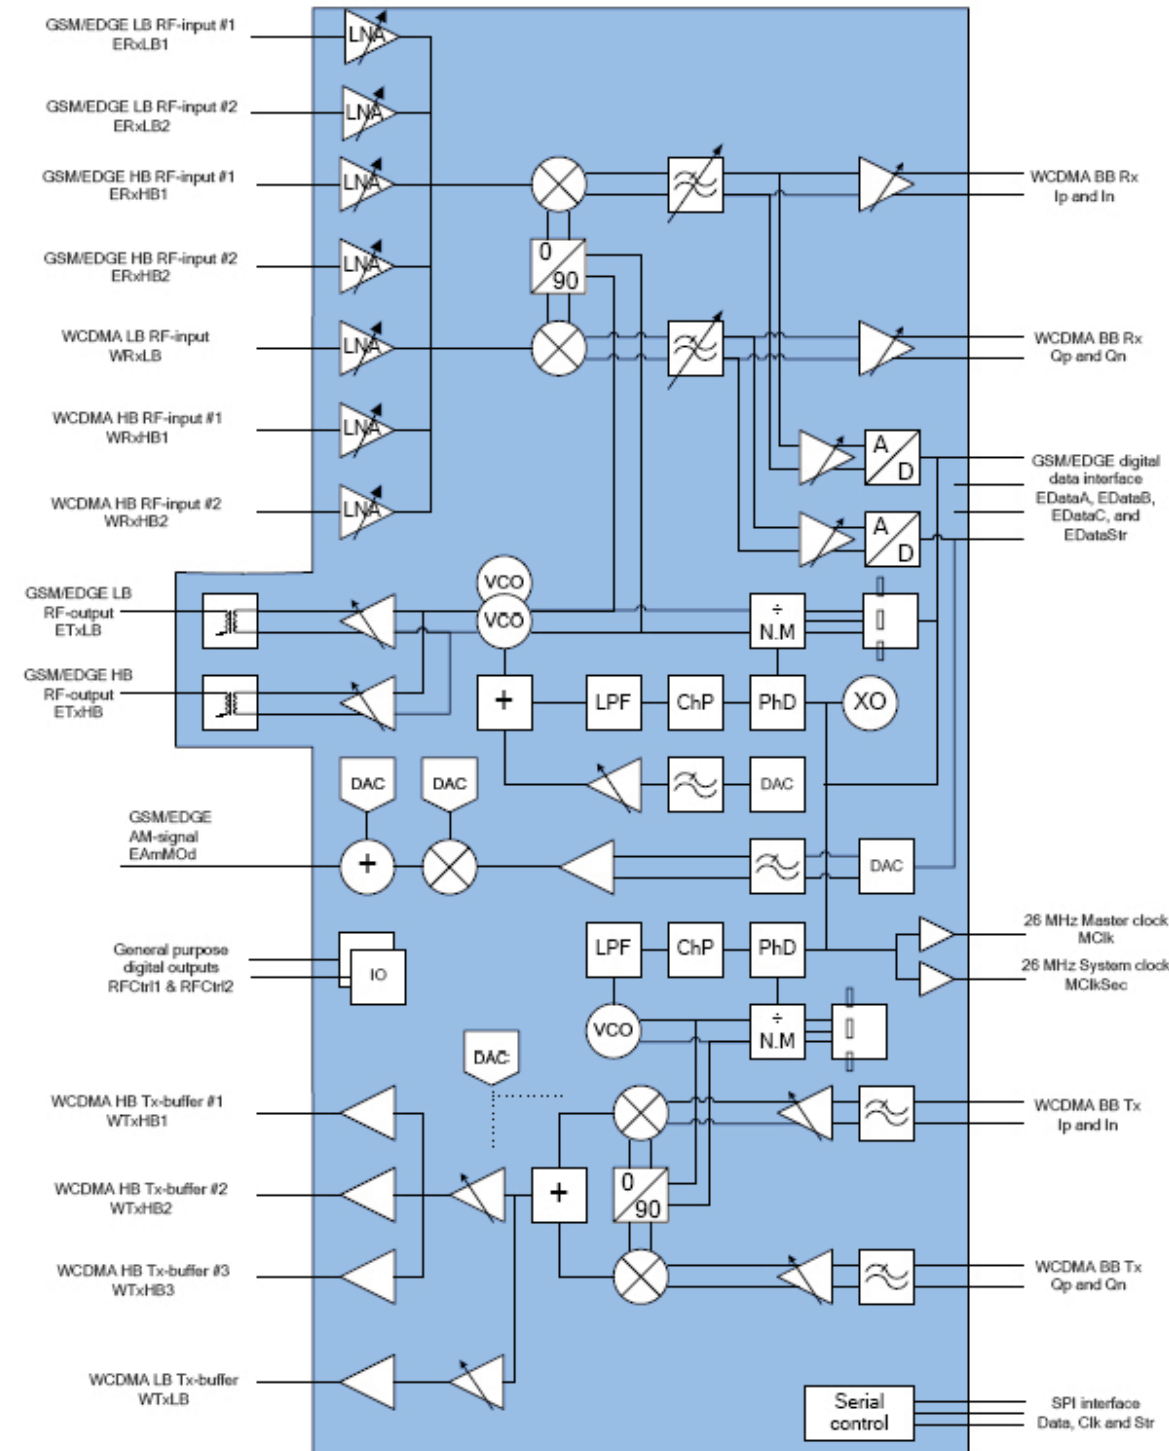 GSM/EDGE LB RF-input #1
ERxLB1
LNA
GSM/EDGE LB RF-input #2
ERxLB2
LNA
GSM/EDGE HB RF-input #1
ERxHB1
LNA
WCDMA BB Rx
Ip and In
GSM/EDGE HB RF-input #2
ERxHB2
LNA
0
90
WCDMA LB RF-input
WRxLB
LNA
WCDMA BB Rx
Qp and Qn
WCDMA HB RF-input #1
WRxHB1
LNA
A
D
GSM/EDGE digital
data interface
EDataA, EDataB,
EDataC, and
EDataStr
WCDMA HB RF-input #2
WRxHB2
LNA
A
D
GSM/EDGE LB
RF-output
ETxLB
VCO
VCO
÷
N.M
GSM/EDGE HB
RF-output
ETxHB
+
LPF
ChP
PhD
XO
DAC
DAC
DAC
GSM/EDGE
AM-signal
EAmMOd
+
DAC
General purpose
digital outputs
RFCtrl1 & RFCtrl2
IO
LPF
ChP
PhD
26 MHz Master clock
MClk
26 MHz System clock
MClkSec
VCO
÷
N.M
DAC
WCDMA HB Tx-buffer #1
WTxHB1
WCDMA BB Tx
Ip and In
WCDMA HB Tx-buffer #2
WTxHB2
+
0
90
WCDMA HB Tx-buffer #3
WTxHB3
WCDMA BB Tx
Qp and Qn
WCDMA LB Tx-buffer
WTxLB
Serial
control
SPI interface
Data, Clk and Str